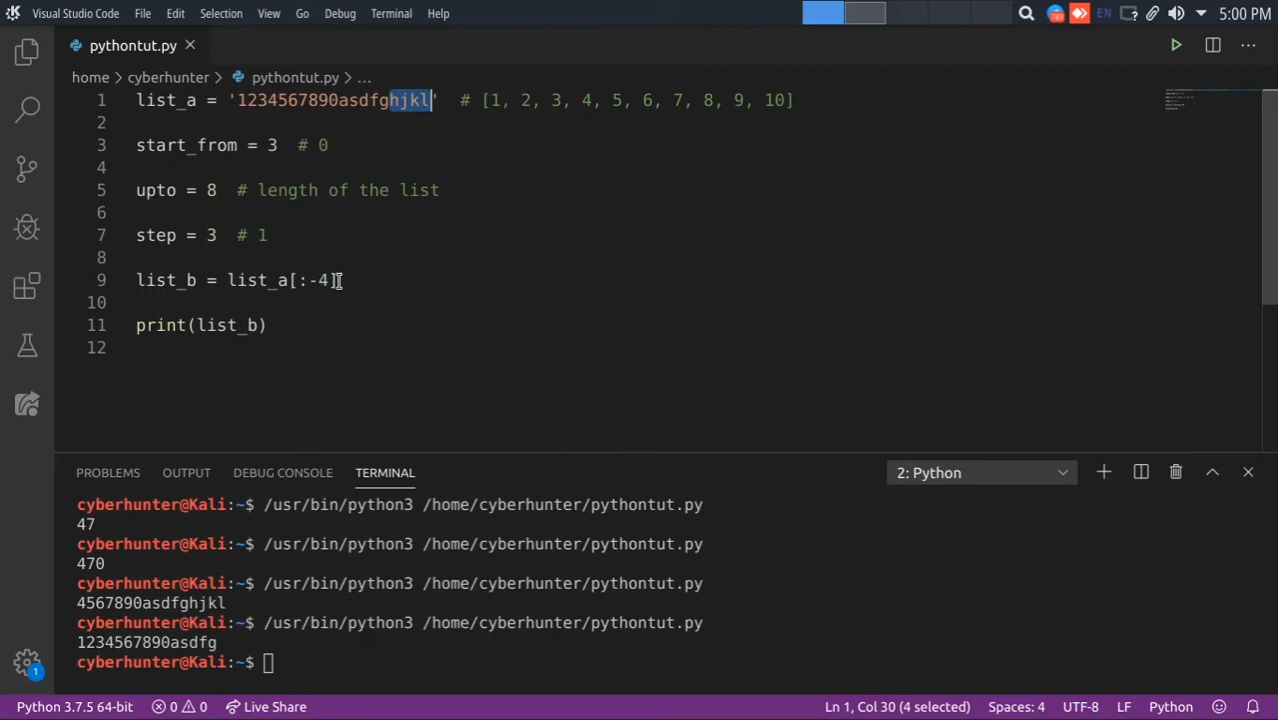 Visual Studio Code File Edit Selection View Go Debug Terminal Help EN 5:00 PM
pythontut.py
home > cyberhunter > pythontut.py > ...
1 list_a = '1234567890asdfghjkl' # [1, 2, 3, 4, 5, 6, 7, 8, 9, 10]
2
3 start_from = 3 # 0
4
5 upto = 8 # length of the list
6
7 step = 3 # 1
8
9 list_b = list_a[:-4]
10
11 print(list_b)
12
PROBLEMS OUTPUT DEBUG CONSOLE TERMINAL 2: Python
cyberhunter@Kali:~$ /usr/bin/python3 /home/cyberhunter/pythontut.py
47
cyberhunter@Kali:~$ /usr/bin/python3 /home/cyberhunter/pythontut.py
470
cyberhunter@Kali:~$ /usr/bin/python3 /home/cyberhunter/pythontut.py
4567890asdfghjkl
cyberhunter@Kali:~$ /usr/bin/python3 /home/cyberhunter/pythontut.py
1234567890asdfg
cyberhunter@Kali:~$
1
Python 3.7.5 64-bit 0 0 Live Share Ln 1, Col 30 (4 selected) Spaces: 4 UTF-8 LF Python